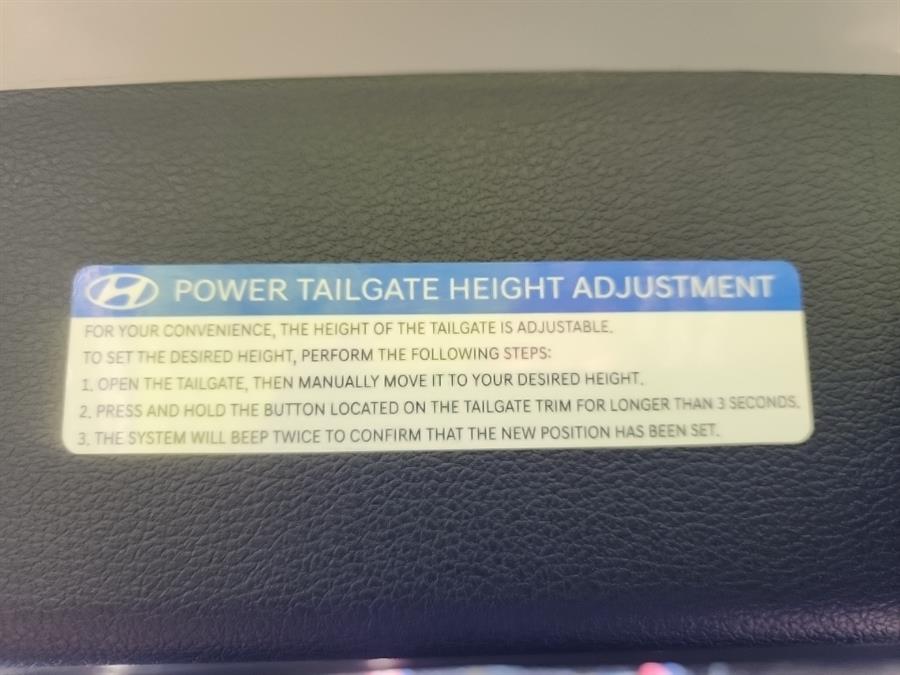 POWER TAILGATE HEIGHT ADJUSTMENT
FOR YOUR CONVENIENCE, THE HEIGHT OF THE TAILGATE IS ADJUSTABLE.
TO SET THE DESIRED HEIGHT, PERFORM THE FOLLOWING STEPS:
1. OPEN THE TAILGATE, THEN MANUALLY MOVE IT TO YOUR DESIRED HEIGHT.
2. PRESS AND HOLD THE BUTTON LOCATED ON THE TAILGATE TRIM FOR LONGER THAN 3 SECONDS.
3. THE SYSTEM WILL BEEP TWICE TO CONFIRM THAT THE NEW POSITION HAS BEEN SET.